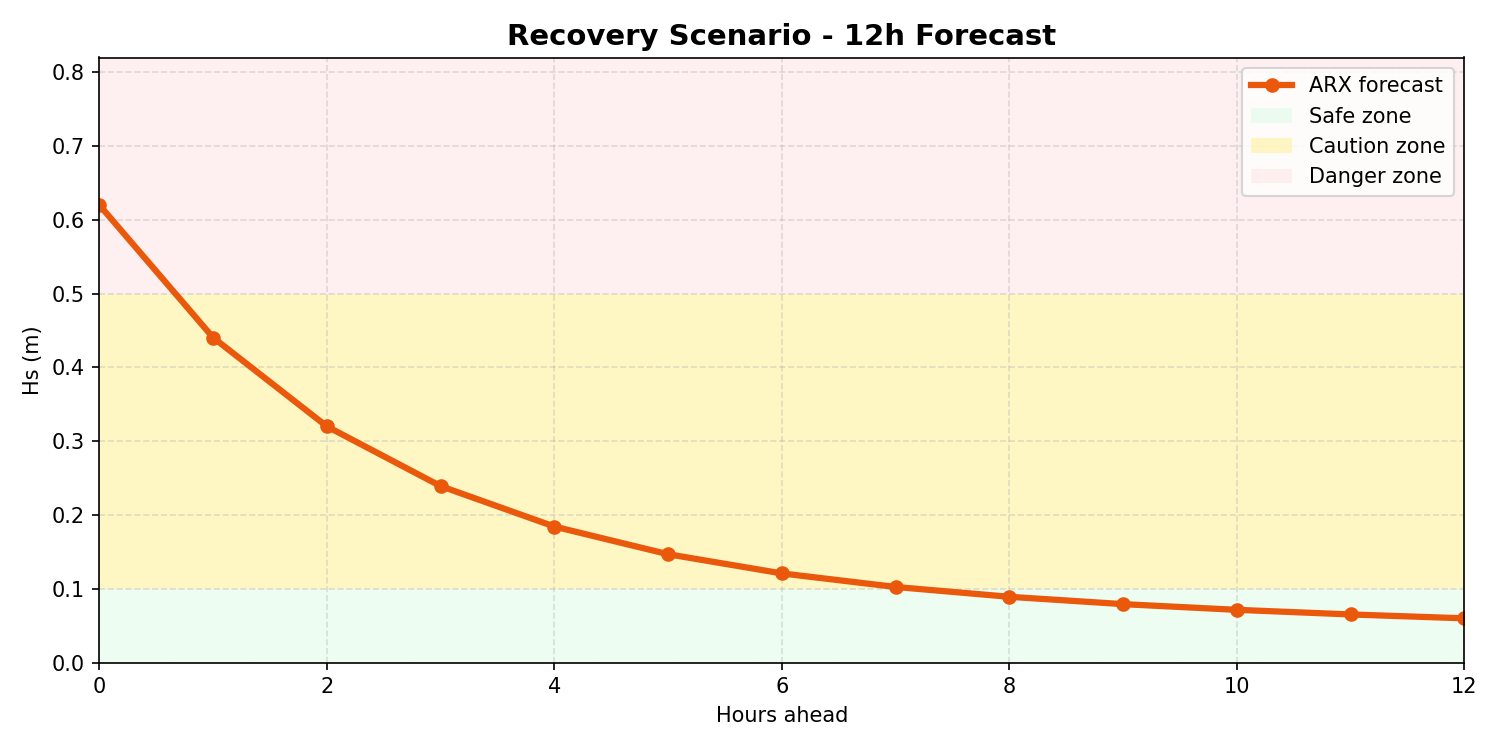 Recovery Scenario - 12h Forecast
ARX forecast
Safe zone
Caution zone
Danger zone
Hs (m)
0.8
0.7
0.6
0.5
0.4
0.3
0.2
0.1
0.0
0 2 4 6 8 10 12
Hours ahead